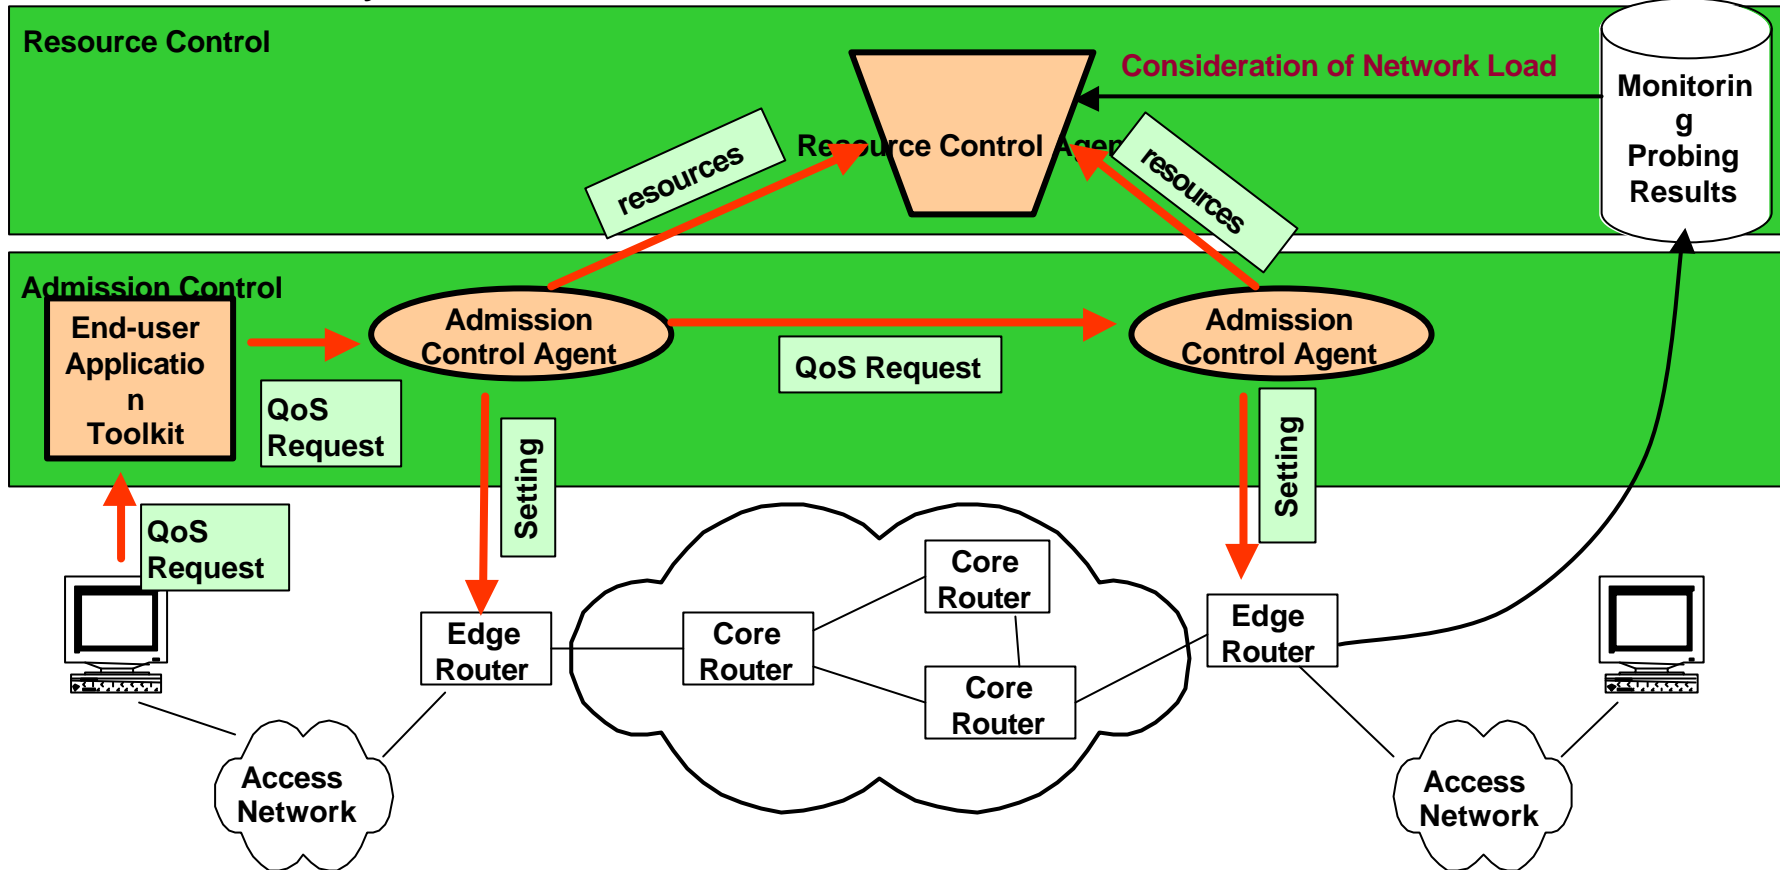 Resource Control
Consideration of Network Load
Monitorin
g
Probing
Results
Resource Control Agen
resources
resources
Admission Control
End-user
Applicatio
n
Toolkit
Admission
Control Agent
Admission
Control Agent
QoS Request
QoS
Request
Setting
Setting
QoS
Request
Core
Router
Edge
Router
Core
Router
Edge
Router
Core
Router
Access
Network
Access
Network